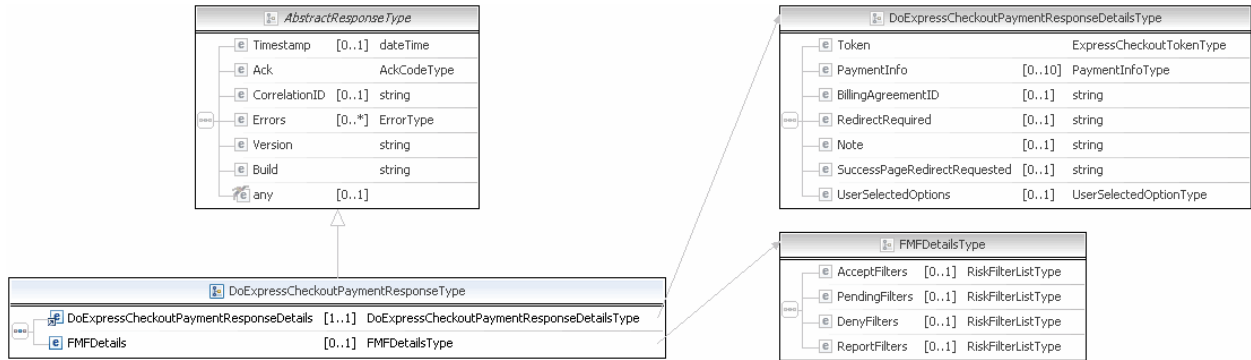 AbstractResponseType
Timestamp [0..1] dateTime
Ack AckCodeType
CorrelationID [0..1] string
Errors [0..*] ErrorType
Version string
Build string
any [0..1]
DoExpressCheckoutPaymentResponseType
DoExpressCheckoutPaymentResponseDetails [1..1] DoExpressCheckoutPaymentResponseDetailsType
FMFDetails [0..1] FMFDetailsType
DoExpressCheckoutPaymentResponseDetailsType
Token ExpressCheckoutTokenType
PaymentInfo [0..10] PaymentInfoType
BillingAgreementID [0..1] string
RedirectRequired [0..1] string
Note [0..1] string
SuccessPageRedirectRequested [0..1] string
UserSelectedOptions [0..1] UserSelectedOptionType
FMFDetailsType
AcceptFilters [0..1] RiskFilterListType
PendingFilters [0..1] RiskFilterListType
DenyFilters [0..1] RiskFilterListType
ReportFilters [0..1] RiskFilterListType